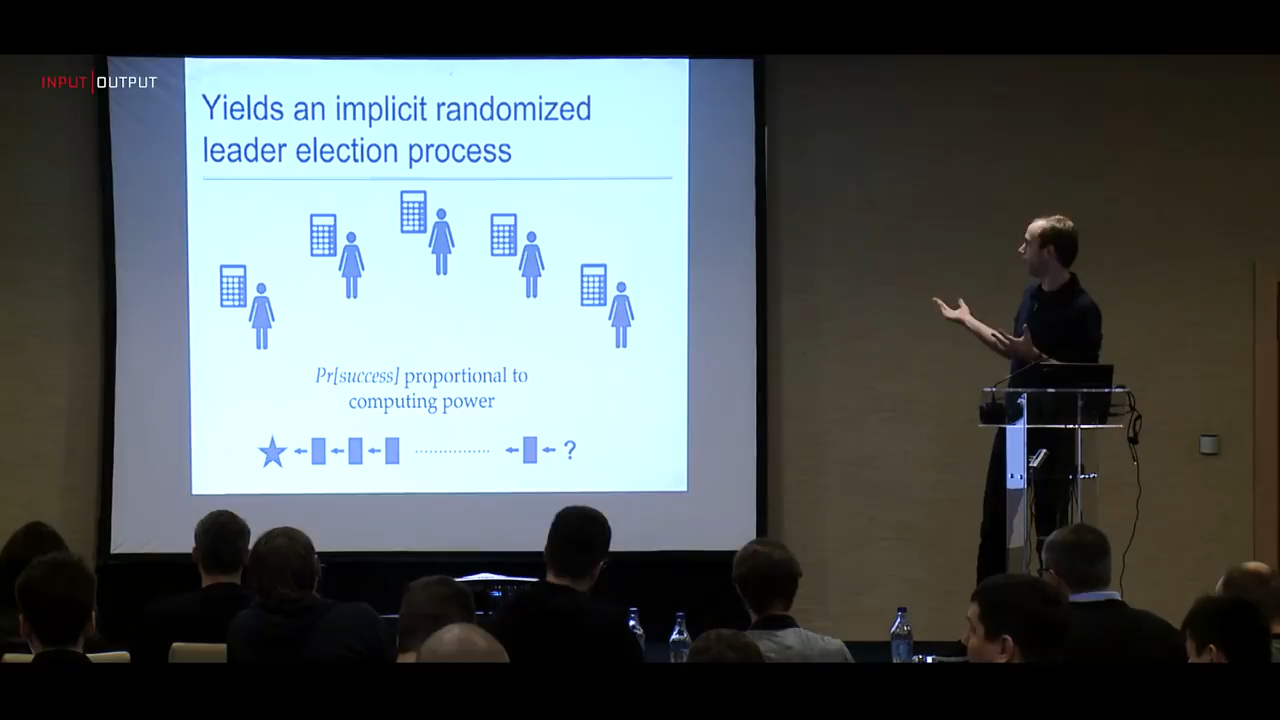 INPUT | OUTPUT
Yields an implicit randomized
leader election process
Pr[success] proportional to
computing power
?